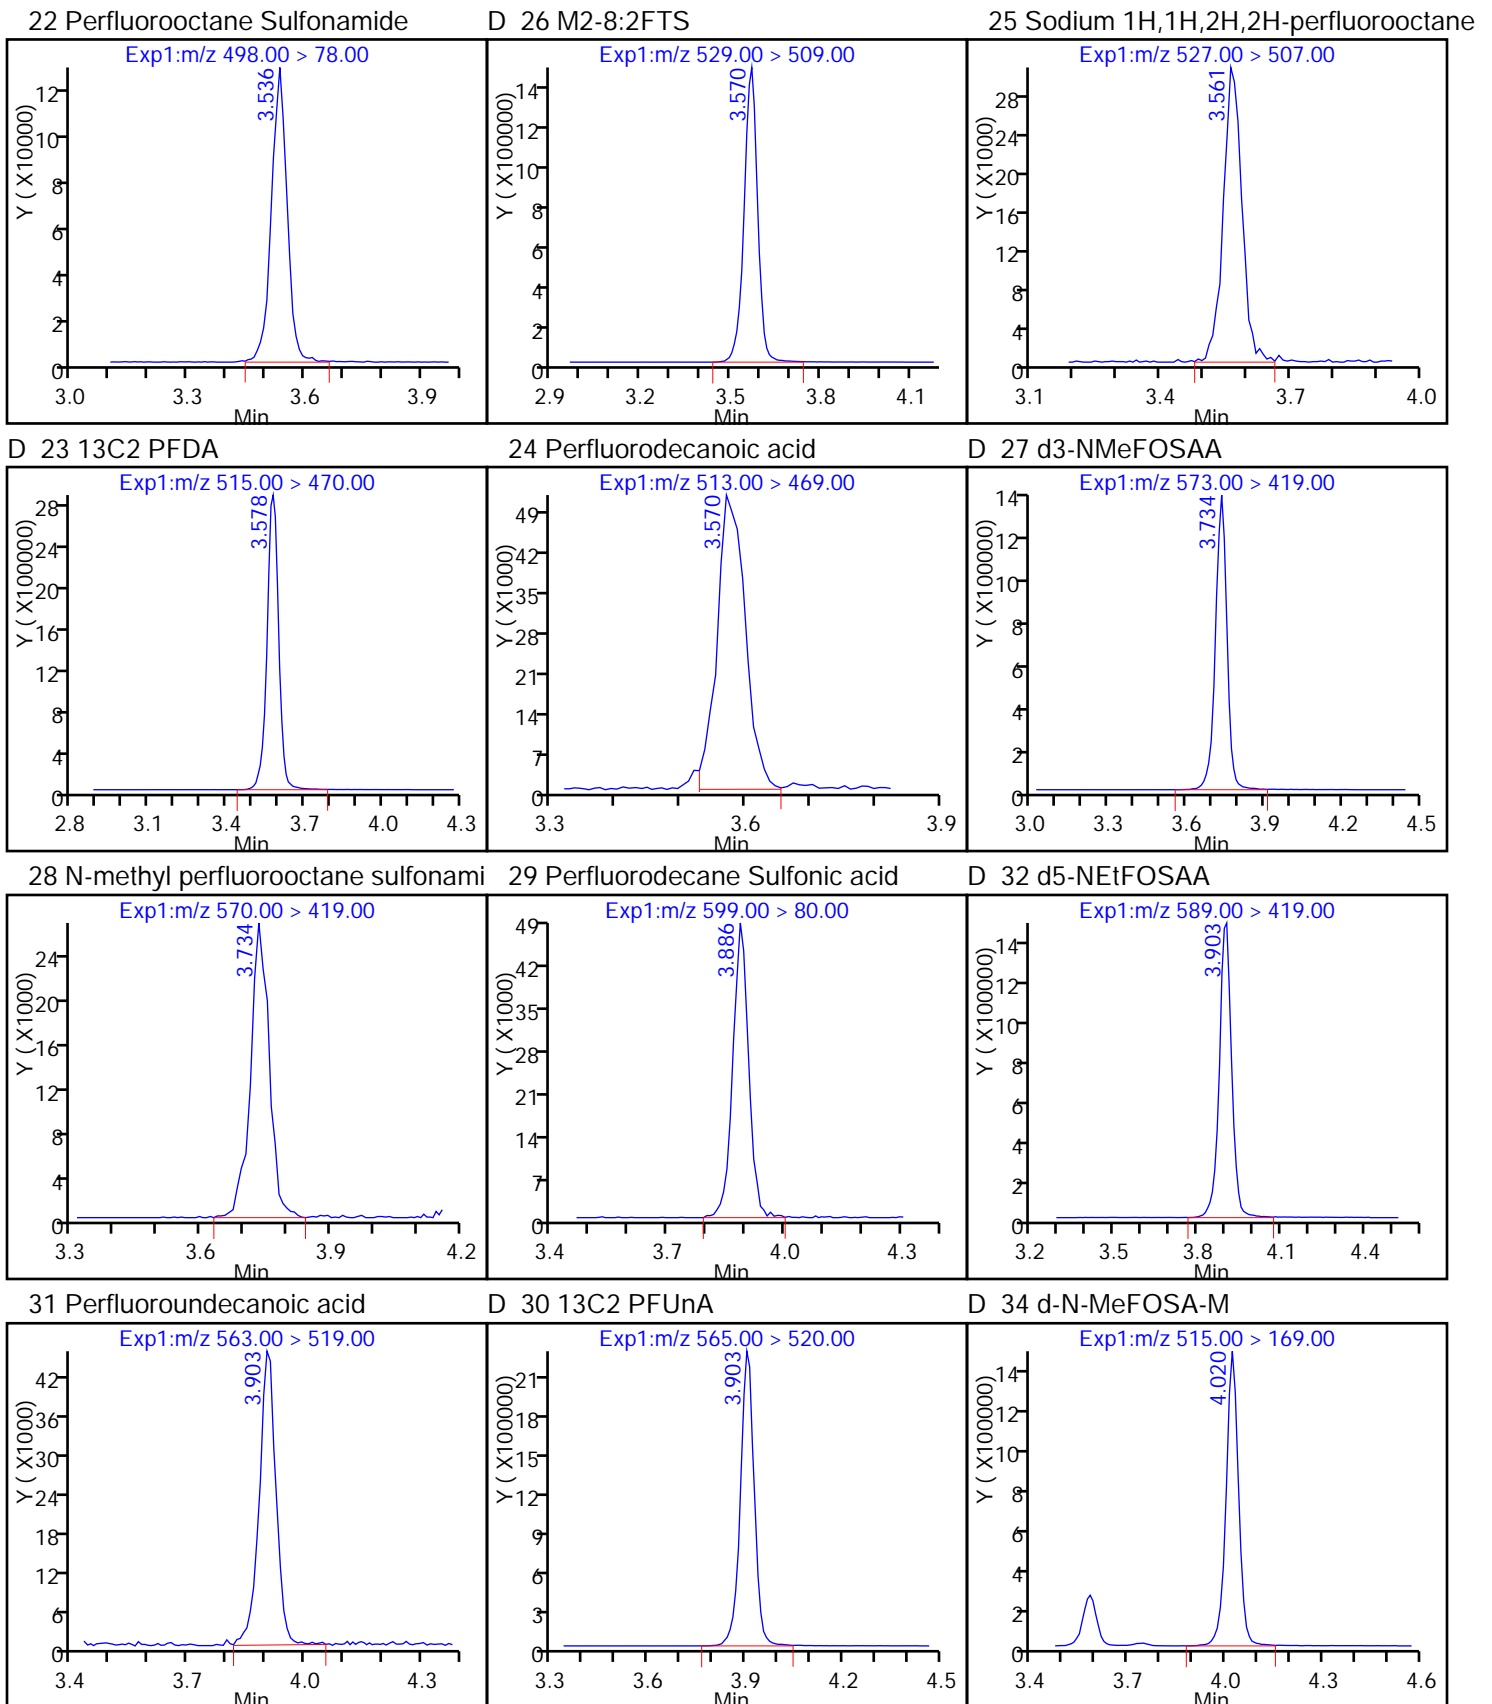 22 Perfluorooctane Sulfonamide
Exp1:m/z 498.00 > 78.00
3.536
Y ( X10000)
12
10
8
6
4
2
0
3.0 3.3 3.6 3.9
Min
D 26 M2-8:2FTS
Exp1:m/z 529.00 > 509.00
3.570
Y ( X100000)
14
12
10
8
6
4
2
0
2.9 3.2 3.5 3.8 4.1
Min
25 Sodium 1H,1H,2H,2H-perfluorooctane
Exp1:m/z 527.00 > 507.00
3.561
Y ( X1000)
28
24
20
16
12
8
4
0
3.1 3.4 3.7 4.0
Min
D 23 13C2 PFDA
Exp1:m/z 515.00 > 470.00
3.578
Y ( X100000)
28
24
20
16
12
8
4
0
2.8 3.1 3.4 3.7 4.0 4.3
Min
24 Perfluorodecanoic acid
Exp1:m/z 513.00 > 469.00
3.570
Y ( X1000)
49
42
35
28
21
14
7
0
3.3 3.6 3.9
Min
D 27 d3-NMeFOSAA
Exp1:m/z 573.00 > 419.00
3.734
Y ( X100000)
14
12
10
8
6
4
2
0
3.0 3.3 3.6 3.9 4.2 4.5
Min
28 N-methyl perfluorooctane sulfonami
Exp1:m/z 570.00 > 419.00
3.734
Y ( X1000)
24
20
16
12
8
4
0
3.3 3.6 3.9 4.2
Min
29 Perfluorodecane Sulfonic acid
Exp1:m/z 599.00 > 80.00
3.886
Y ( X1000)
49
42
35
28
21
14
7
0
3.4 3.7 4.0 4.3
Min
D 32 d5-NEtFOSAA
Exp1:m/z 589.00 > 419.00
3.903
Y ( X100000)
14
12
10
8
6
4
2
0
3.2 3.5 3.8 4.1 4.4
Min
31 Perfluoroundecanoic acid
Exp1:m/z 563.00 > 519.00
3.903
Y ( X1000)
42
36
30
24
18
12
6
0
3.4 3.7 4.0 4.3
Min
D 30 13C2 PFUnA
Exp1:m/z 565.00 > 520.00
3.903
Y ( X100000)
21
18
15
12
9
6
3
0
3.3 3.6 3.9 4.2 4.5
Min
D 34 d-N-MeFOSA-M
Exp1:m/z 515.00 > 169.00
4.020
Y ( X100000)
14
12
10
8
6
4
2
0
3.4 3.7 4.0 4.3 4.6
Min